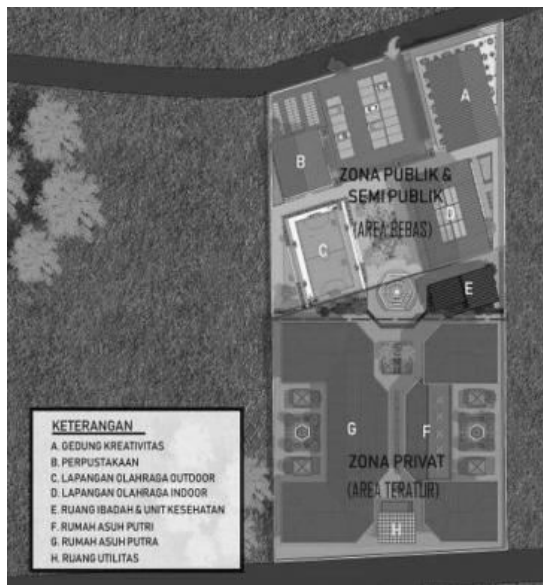 A
B
ZONA PUBLIK &
SEMI PUBLIK
(AREA BEBAS)
D
C
E
G
F
ZONA PRIVAT
(AREA TERATUR)
H
KETERANGAN
A. GEDUNG KREATIVITAS
B. PERPUSTAKAAN
C. LAPANGAN OLAHRAGA OUTDOOR
D. LAPANGAN OLAHRAGA INDOOR
E. RUANG IBADAH & UNIT KESEHATAN
F. RUMAH ASUH PUTRI
G. RUMAH ASUH PUTRA
H. RUANG UTILITAS